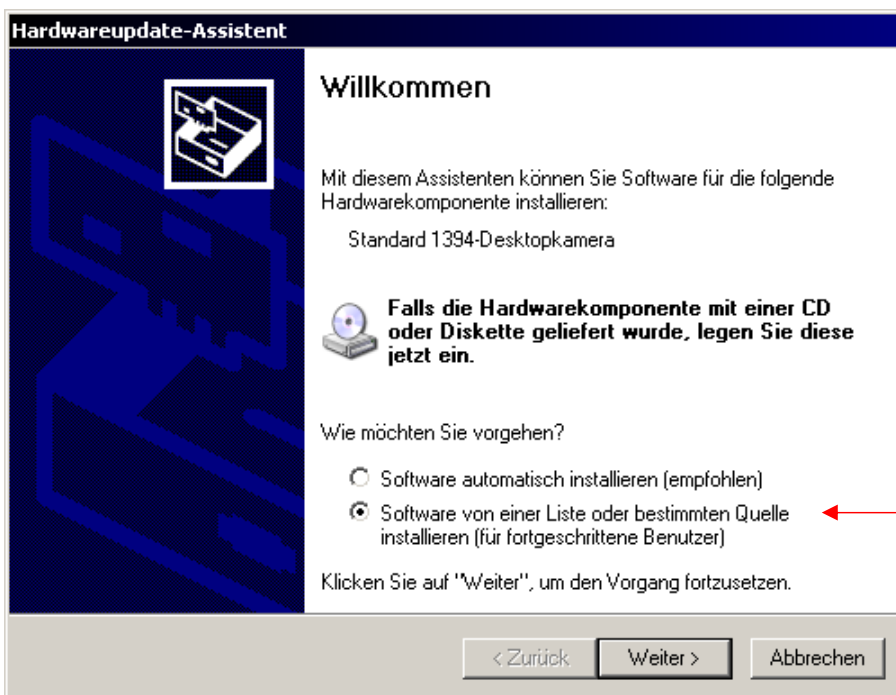 Hardwareupdate-Assistent
Willkommen
Mit diesem Assistenten können Sie Software für die folgende
Hardwarekomponente installieren:
Standard 1394-Desktopkamera
Falls die Hardwarekomponente mit einer CD
oder Diskette geliefert wurde, legen Sie diese
jetzt ein.
Wie möchten Sie vorgehen?
Software automatisch installieren (empfohlen)
Software von einer Liste oder bestimmten Quelle
installieren (für fortgeschrittene Benutzer)
Klicken Sie auf "Weiter", um den Vorgang fortzusetzen.
< Zurück Weiter > Abbrechen